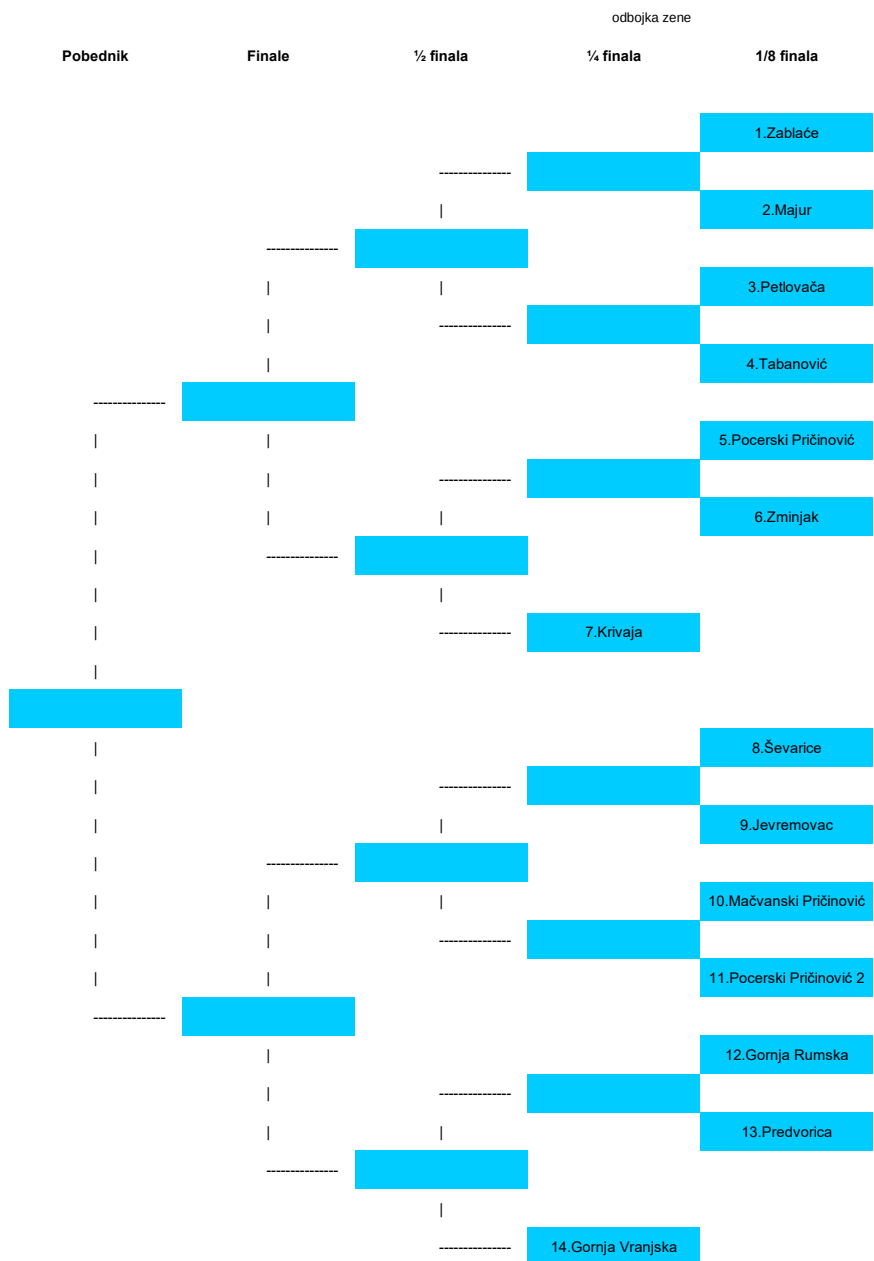 odbojka zene
Pobednik Finale ½ finala ¼ finala 1/8 finala
1.Zablaće
2.Majur
3.Petlovača
4.Tabanović
5.Pocerski Pričinović
6.Zminjak
7.Krivaja
8.Ševarice
9.Jevremovac
10.Mačvanski Pričinović
11.Pocerski Pričinović 2
12.Gornja Rumska
13.Predvorica
14.Gornja Vranjska